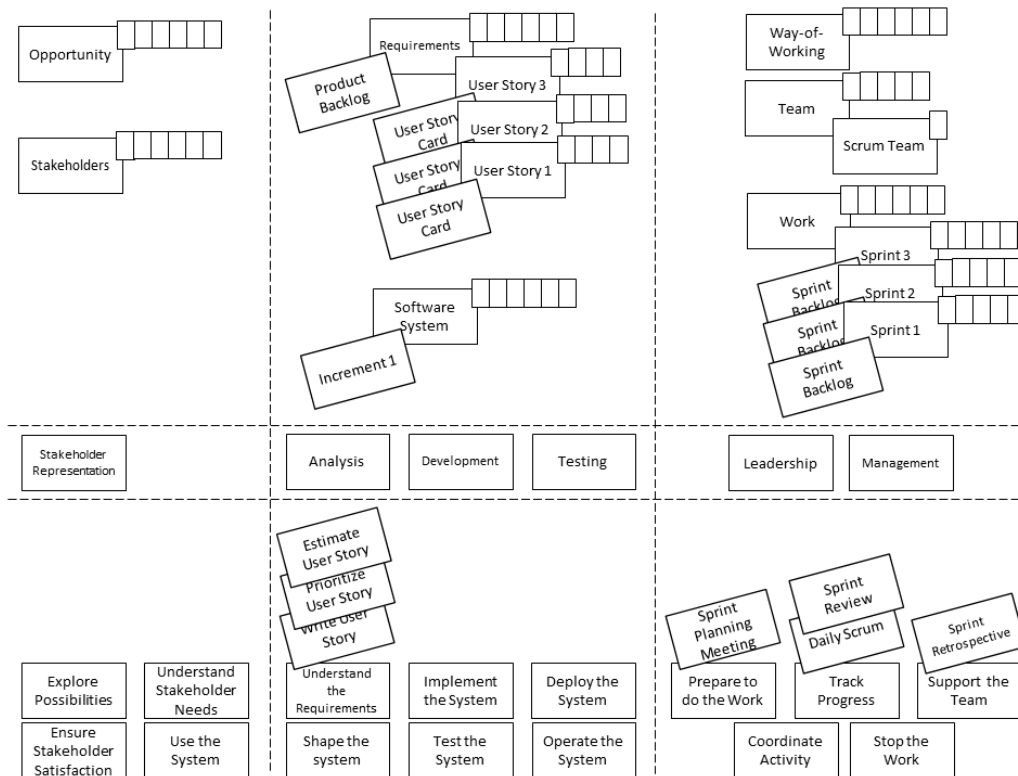 Opportunity
Stakeholders
Requirements
Product
Backlog
User Story 3
User Story
Card
User Story 2
User Story
Card
User Story 1
User Story
Card
Software
System
Increment 1
Way-of-
Working
Team
Scrum Team
Work
Sprint 3
Sprint
Backlog
Sprint 2
Sprint
Backlog
Sprint 1
Sprint
Backlog
Stakeholder
Representation
Analysis
Development
Testing
Leadership
Management
Estimate
User Story
Prioritize
User Story
Write User
Story
Sprint
Planning
Meeting
Sprint
Review
Daily Scrum
Sprint
Retrospective
Explore
Possibilities
Understand
Stakeholder
Needs
Understand
the
Requirements
Implement
the System
Deploy the
System
Prepare to
do the Work
Track
Progress
Support the
Team
Ensure
Stakeholder
Satisfaction
Use the
System
Shape the
system
Test the
System
Operate the
System
Coordinate
Activity
Stop the
Work